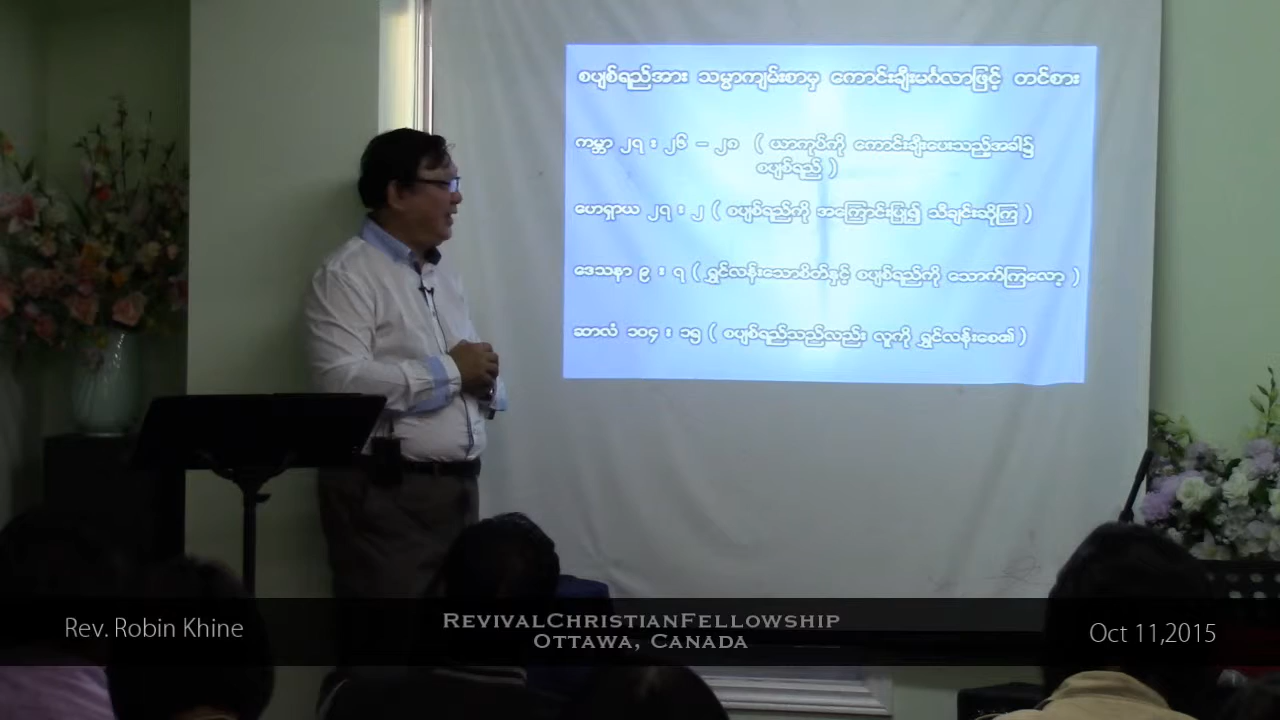 စပျစ်ရည်အား သမ္မာကျမ်းစာမှ ကောင်းချီးမင်္ဂလာဖြင့် တင်စား
ကမ္ဘာ ၂၇ : ၂၆ – ၂၈ ( ယာကုပ်ကို ကောင်းချီးပေးသည့်အခါ၌
စပျစ်ရည် )
ဟေရှာယ ၂၇ : ၂ ( စပျစ်ရည်ကို အကြောင်းပြု၍ သီချင်းဆိုကြ )
ဒေသနာ ၉ : ၇ ( ရွှင်လန်းသောစိတ်နှင့် စပျစ်ရည်ကို သောက်ကြလော့ )
ဆာလံ ၁၀၄ : ၁၅ ( စပျစ်ရည်သည်လည်း လူကို ရွှင်လန်းစေ၏ )
Rev. Robin Khine
RevivalChristianFellowship
Ottawa, Canada
Oct 11,2015